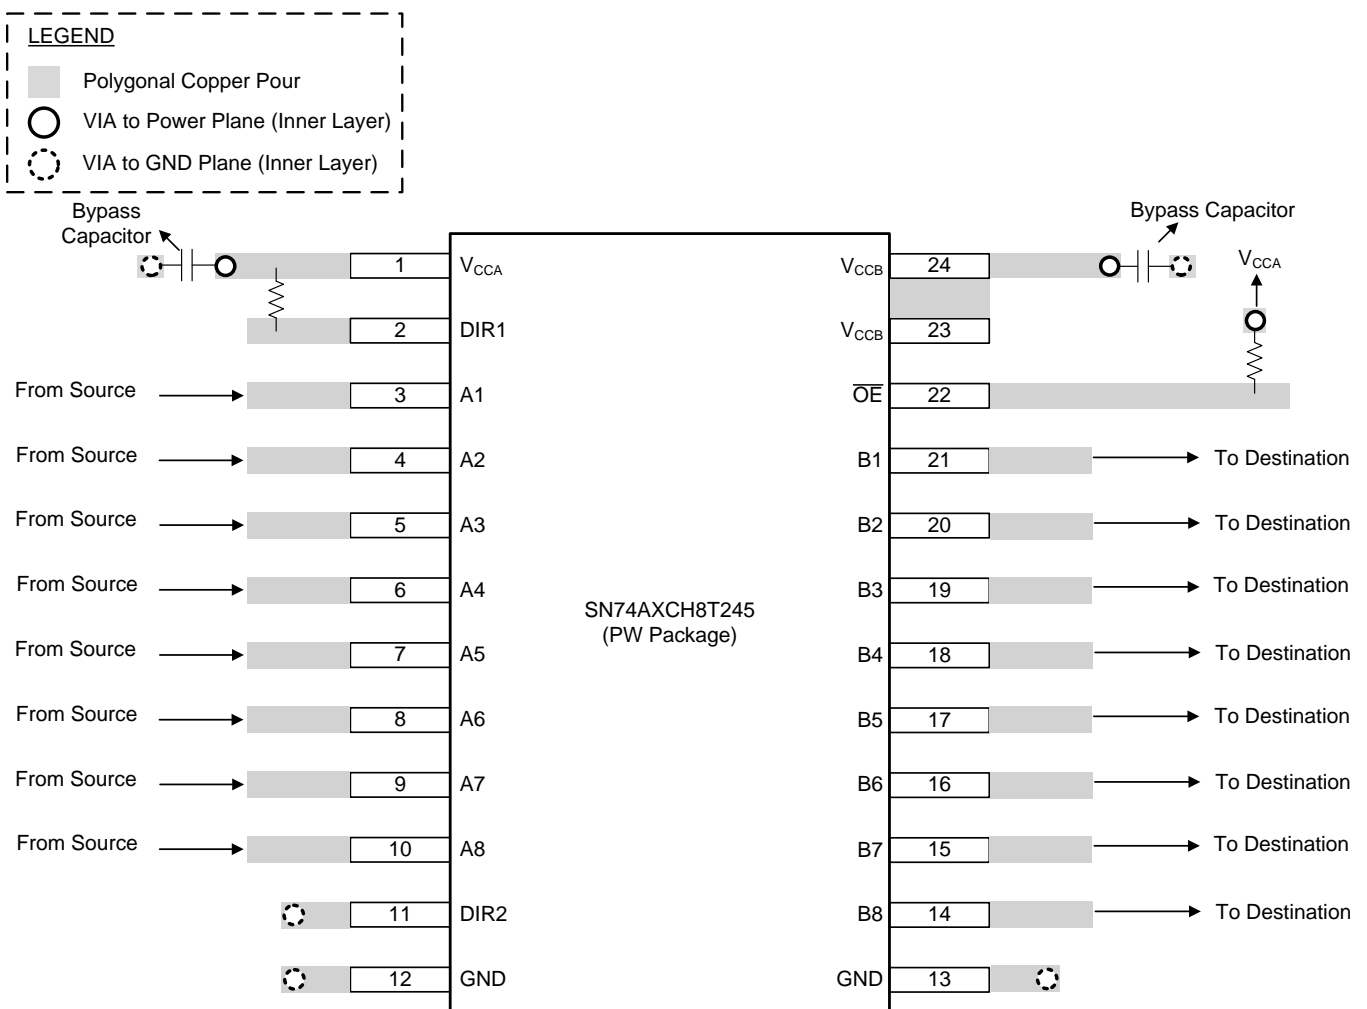 LEGEND
Polygonal Copper Pour
VIA to Power Plane (Inner Layer)
VIA to GND Plane (Inner Layer)
Bypass
Capacitor
Bypass Capacitor
VCCA
1 VCCA
VCCB 24
2 DIR1
VCCB 23
From Source 3 A1
OE 22
From Source 4 A2
B1 21 To Destination
From Source 5 A3
B2 20 To Destination
From Source 6 A4
B3 19 To Destination
SN74AXCH8T245
(PW Package)
From Source 7 A5
B4 18 To Destination
From Source 8 A6
B5 17 To Destination
From Source 9 A7
B6 16 To Destination
From Source 10 A8
B7 15 To Destination
11 DIR2
B8 14 To Destination
12 GND
GND 13